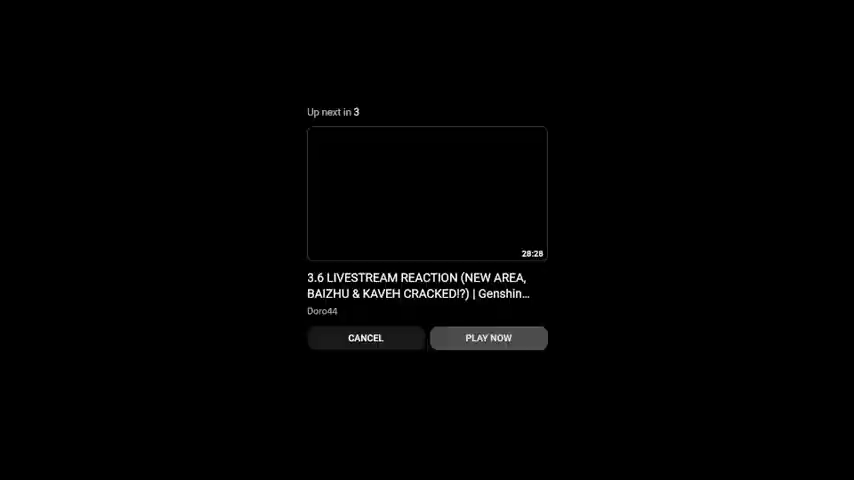 Up next in 3
28:28
3.6 LIVESTREAM REACTION (NEW AREA,
BAIZHU & KAVEH CRACKED!?) | Genshin...
Doro44
CANCEL
PLAY NOW